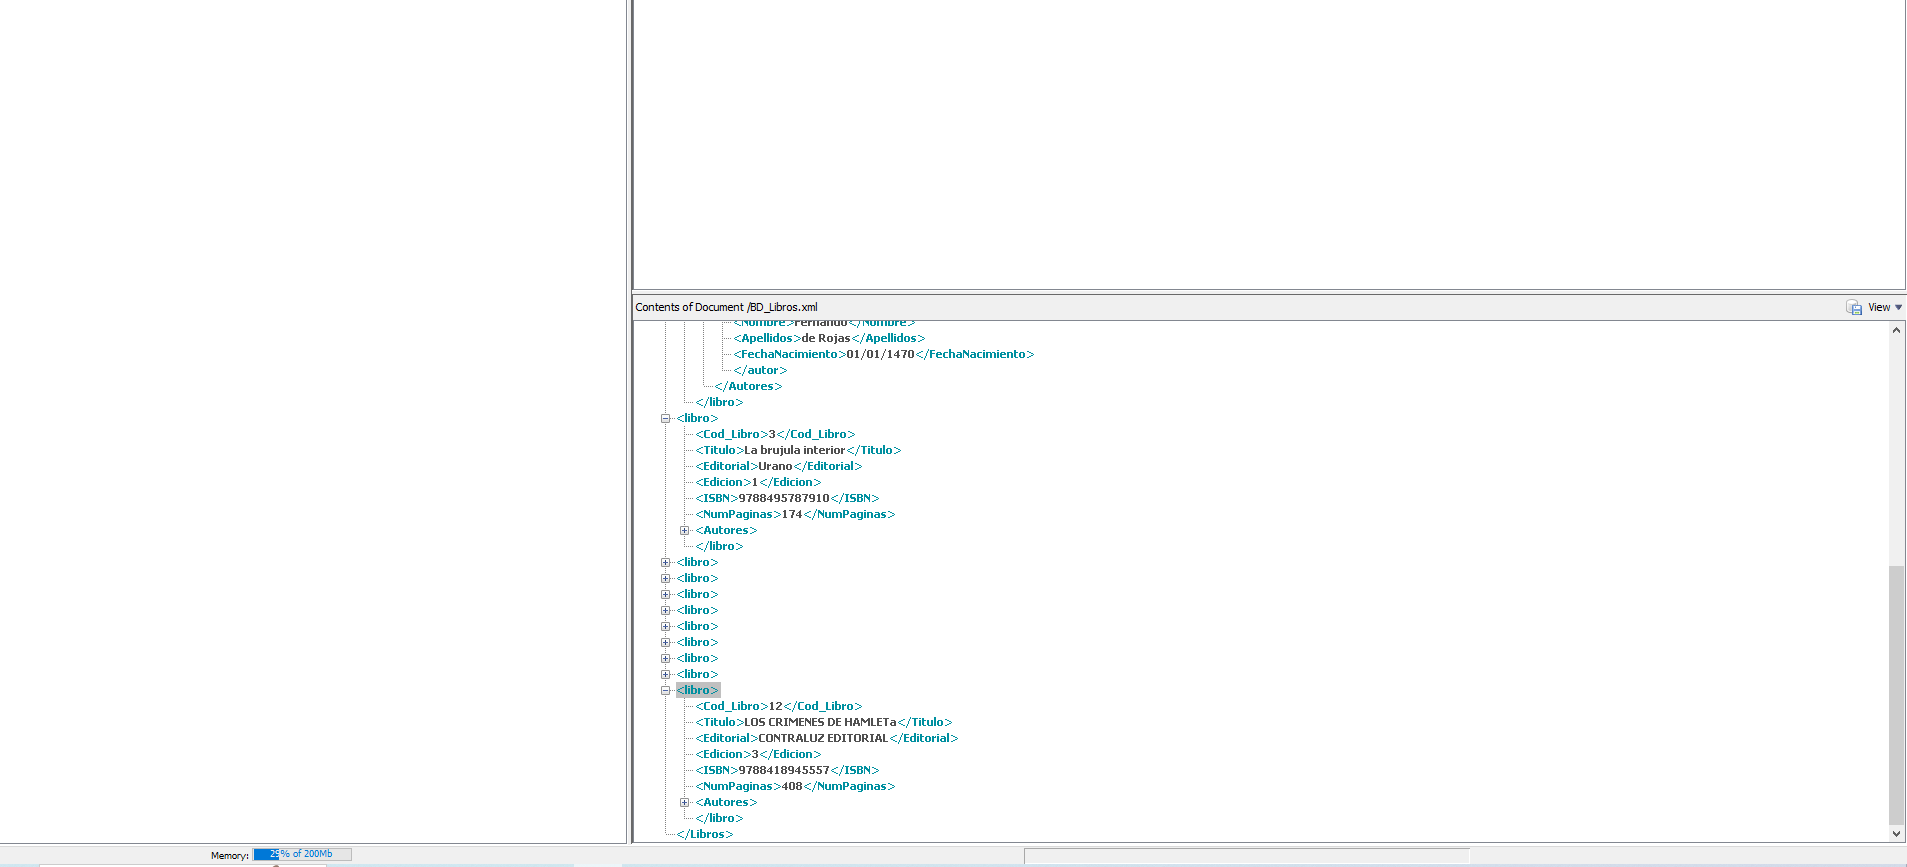 Contents of Document /BD_Libros.xml
View
<Nombre>Fernando</Nombre>
<Apellidos>de Rojas</Apellidos>
<FechaNacimiento>01/01/1470</FechaNacimiento>
</autor>
</Autores>
</libro>
<libro>
<Cod_Libro>3</Cod_Libro>
<Titulo>La brujula interior</Titulo>
<Editorial>Urano</Editorial>
<Edicion>1</Edicion>
<ISBN>9788495787910</ISBN>
<NumPaginas>174</NumPaginas>
<Autores>
</libro>
<libro>
<libro>
<libro>
<libro>
<libro>
<libro>
<libro>
<libro>
<libro>
<Cod_Libro>12</Cod_Libro>
<Titulo>LOS CRIMENES DE HAMLETa</Titulo>
<Editorial>CONTRALUZ EDITORIAL</Editorial>
<Edicion>3</Edicion>
<ISBN>9788418945557</ISBN>
<NumPaginas>408</NumPaginas>
<Autores>
</libro>
</Libros>
Memory: 25% of 200Mb